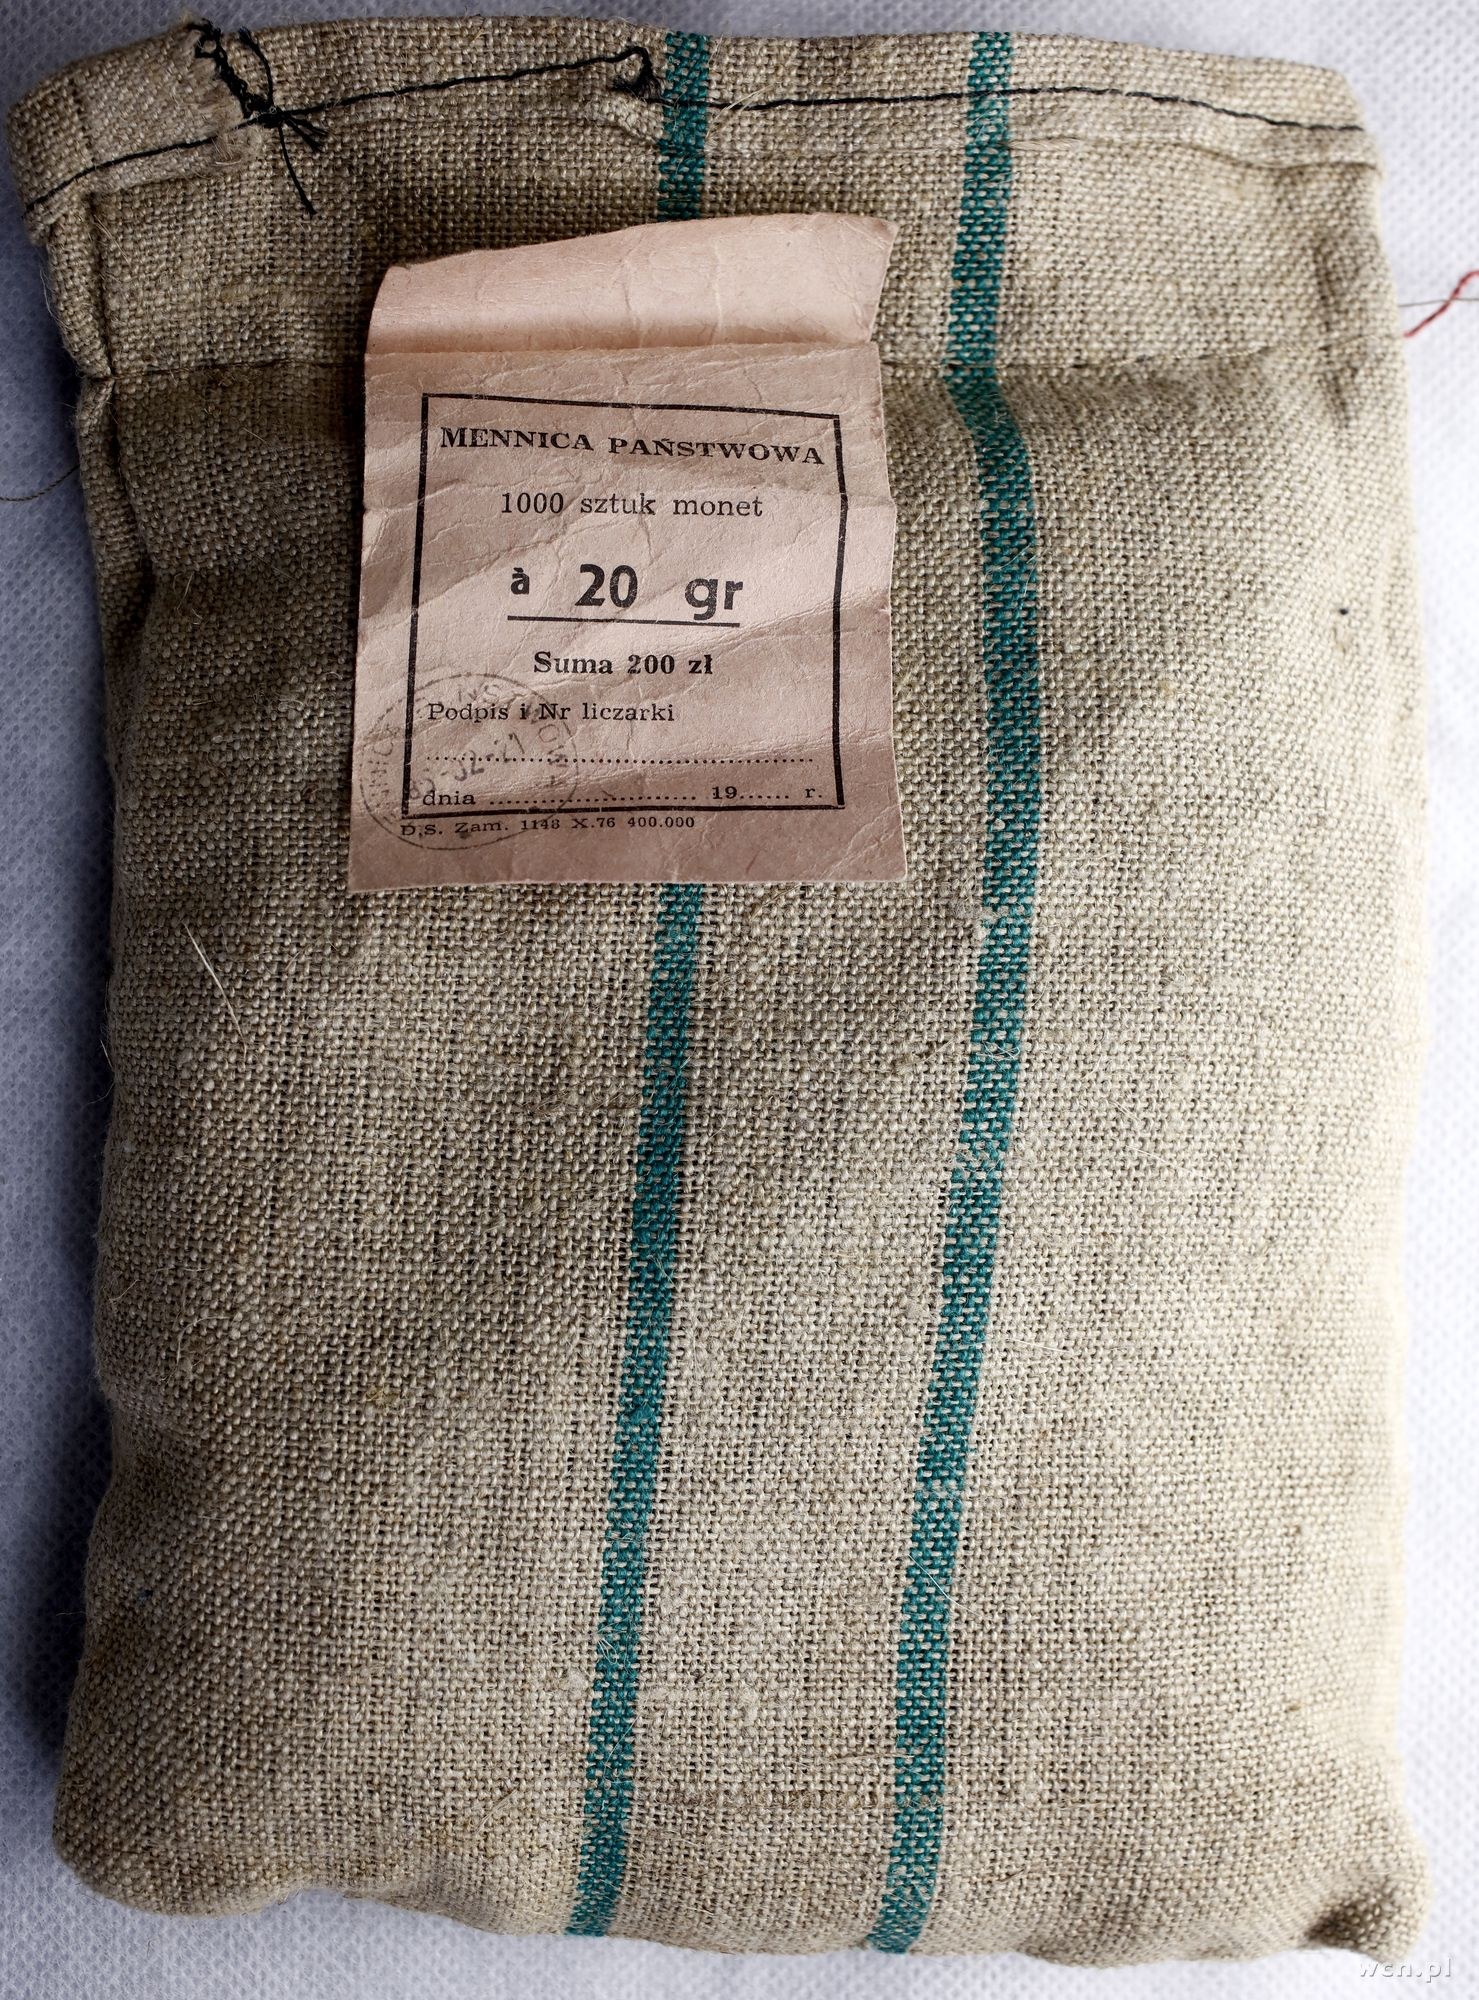 MENNICA PAŃSTWOWA
1000 sztuk monet
à 20 gr
Suma 200 zł
Podpis i Nr liczarki
dnia ........................ 19...... r.
D.S. Zam. 1148 X.76 400.000
wcn.pl